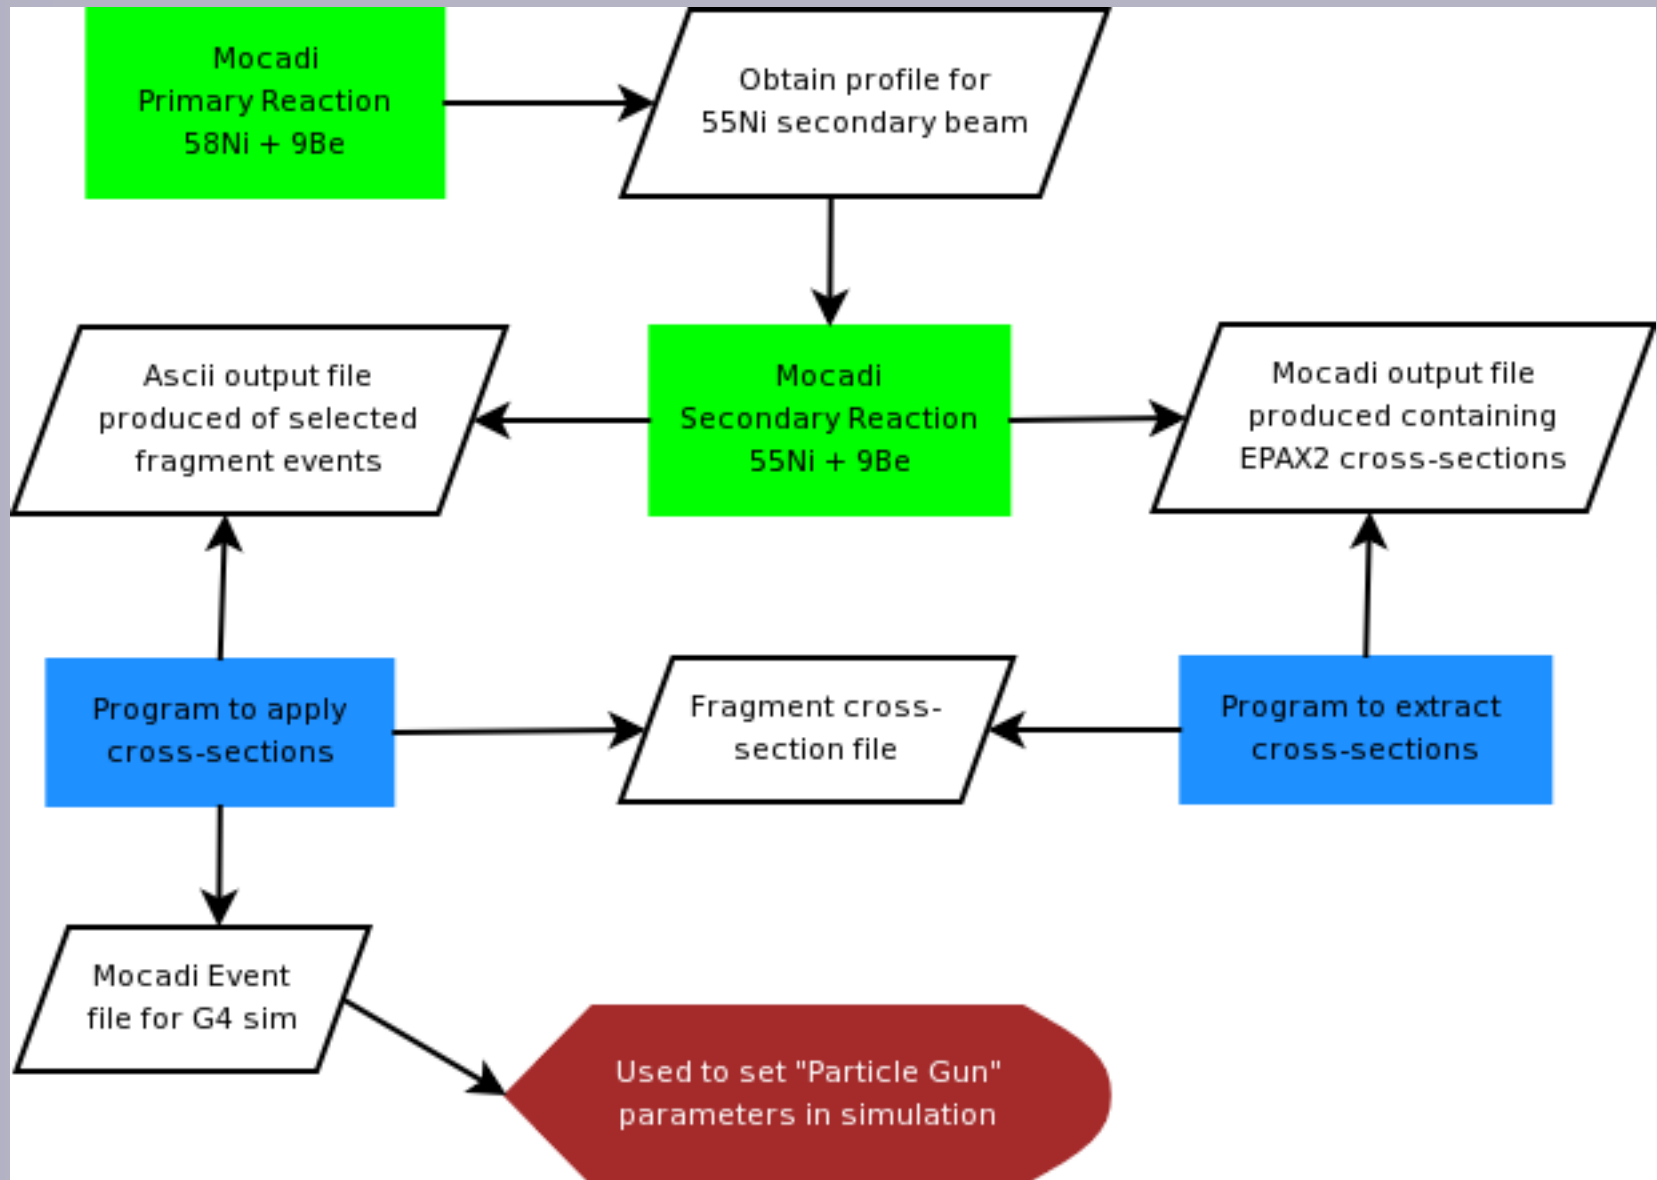 Mocadi
Primary Reaction
58Ni + 9Be
Obtain profile for
55Ni secondary beam
Ascii output file
produced of selected
fragment events
Mocadi
Secondary Reaction
55Ni + 9Be
Mocadi output file
produced containing
EPAX2 cross-sections
Program to apply
cross-sections
Fragment cross-
section file
Program to extract
cross-sections
Mocadi Event
file for G4 sim
Used to set "Particle Gun"
parameters in simulation